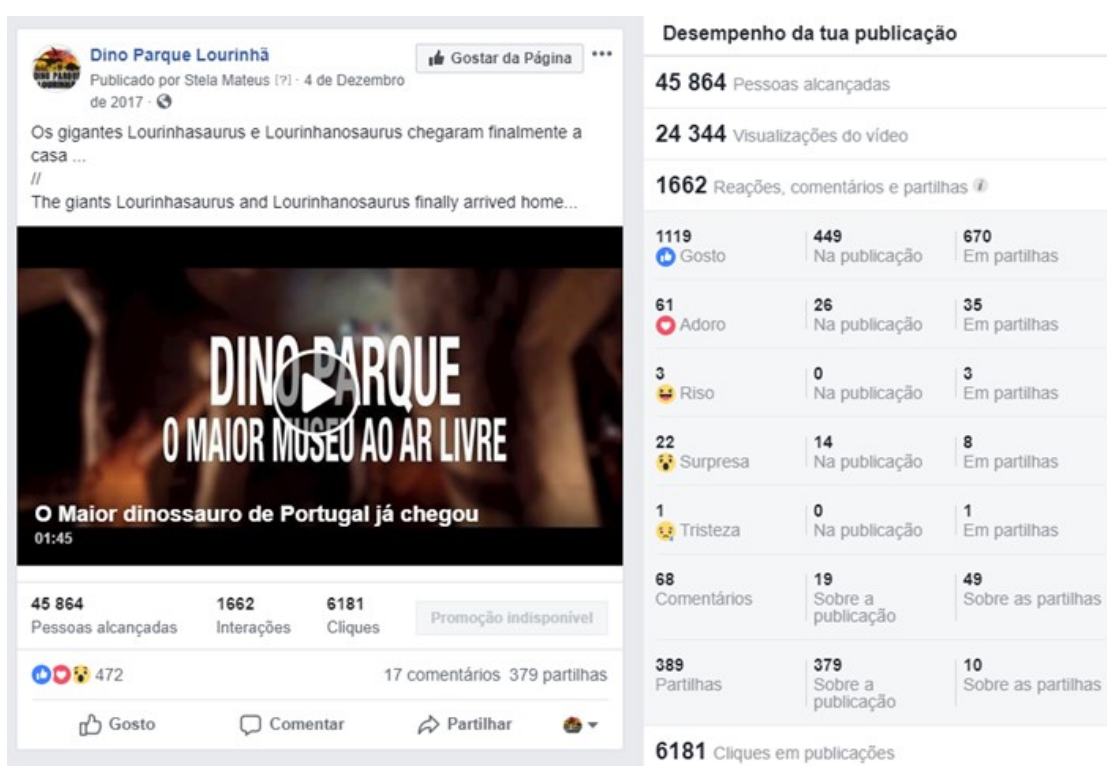 Dino Parque Lourinhã
Gostar da Página
Publicado por Stela Mateus [?] · 4 de Dezembro
de 2017 ·
Os gigantes Lourinhasaurus e Lourinhanosaurus chegaram finalmente a
casa ...
//
The giants Lourinhasaurus and Lourinhanosaurus finally arrived home...
DINO PARQUE
O MAIOR MUSEU AO AR LIVRE
O Maior dinossauro de Portugal já chegou
01:45
45 864 1662 6181
Pessoas alcançadas Interações Cliques
Promoção indisponível
472 17 comentários 379 partilhas
Gosto Comentar Partilhar
Desempenho da tua publicação
45 864 Pessoas alcançadas
24 344 Visualizações do vídeo
1662 Reações, comentários e partilhas
1119 449 670
Gosto Na publicação Em partilhas
61 26 35
Adoro Na publicação Em partilhas
3 0 3
Riso Na publicação Em partilhas
22 14 8
Surpresa Na publicação Em partilhas
1 0 1
Tristeza Na publicação Em partilhas
68 19 49
Comentários Sobre a Sobre as partilhas
publicação
389 379 10
Partilhas Sobre a Sobre as partilhas
publicação
6181 Cliques em publicações